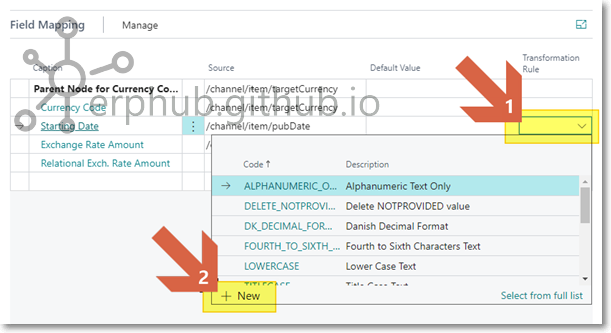 Field Mapping Manage
Caption Source Default Value Transformation Rule
Parent Node for Currency Co... /channel/item/targetCurrency
Currency Code /channel/item/targetCurrency
→ Starting Date /channel/item/pubDate
Exchange Rate Amount /
Relational Exch. Rate Amount
erphub.github.io
1
Code ↑ Description
→ ALPHANUMERIC_O... Alphanumeric Text Only
DELETE_NOTPROVI... Delete NOTPROVIDED value
DK_DECIMAL_FOR... Danish Decimal Format
FOURTH_TO_SIXTH_... Fourth to Sixth Characters Text
LOWERCASE Lower Case Text
TITLECASE Title Case Text
2
+ New Select from full list